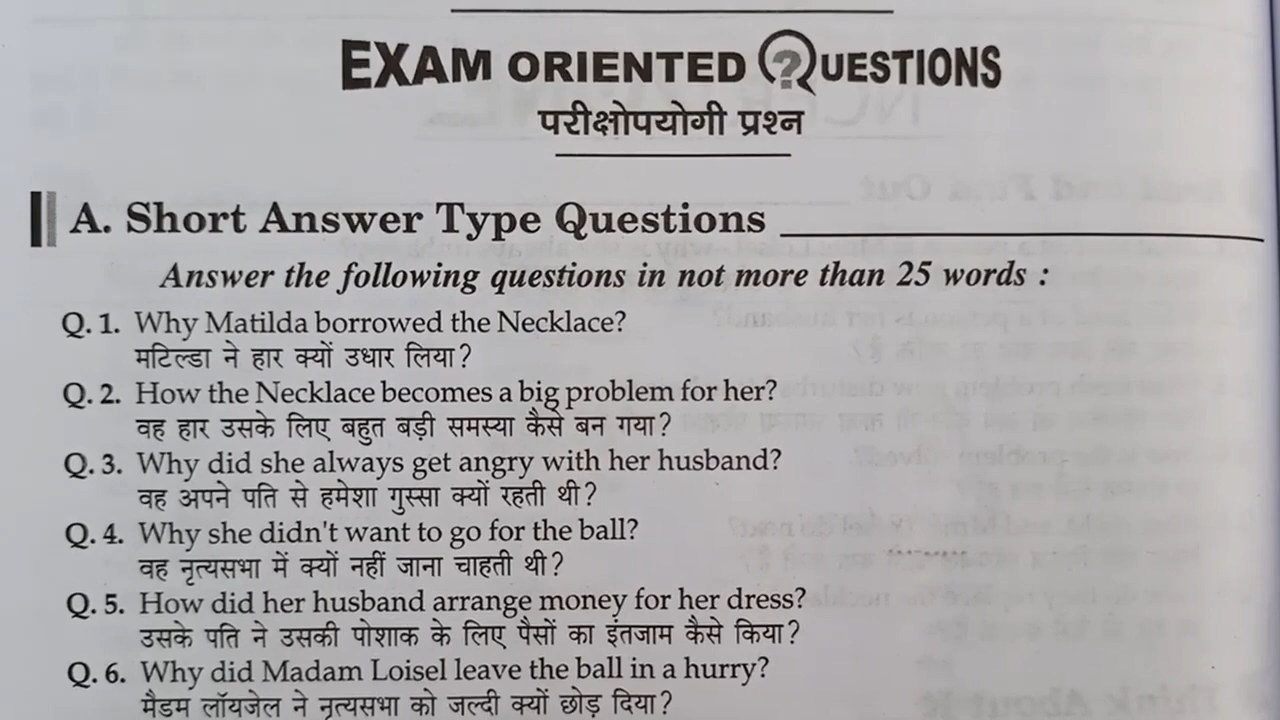 EXAM ORIENTED QUESTIONS
परीक्षोपयोगी प्रश्न
A. Short Answer Type Questions
Answer the following questions in not more than 25 words :
Q. 1. Why Matilda borrowed the Necklace?
मटिल्डा ने हार क्यों उधार लिया?
Q. 2. How the Necklace becomes a big problem for her?
वह हार उसके लिए बहुत बड़ी समस्या कैसे बन गया?
Q. 3. Why did she always get angry with her husband?
वह अपने पति से हमेशा गुस्सा क्यों रहती थी?
Q. 4. Why she didn't want to go for the ball?
वह नृत्यसभा में क्यों नहीं जाना चाहती थी?
Q. 5. How did her husband arrange money for her dress?
उसके पति ने उसकी पोशाक के लिए पैसों का इंतजाम कैसे किया?
Q. 6. Why did Madam Loisel leave the ball in a hurry?
मैडम लॉयजेल ने नृत्यसभा को जल्दी क्यों छोड़ दिया?